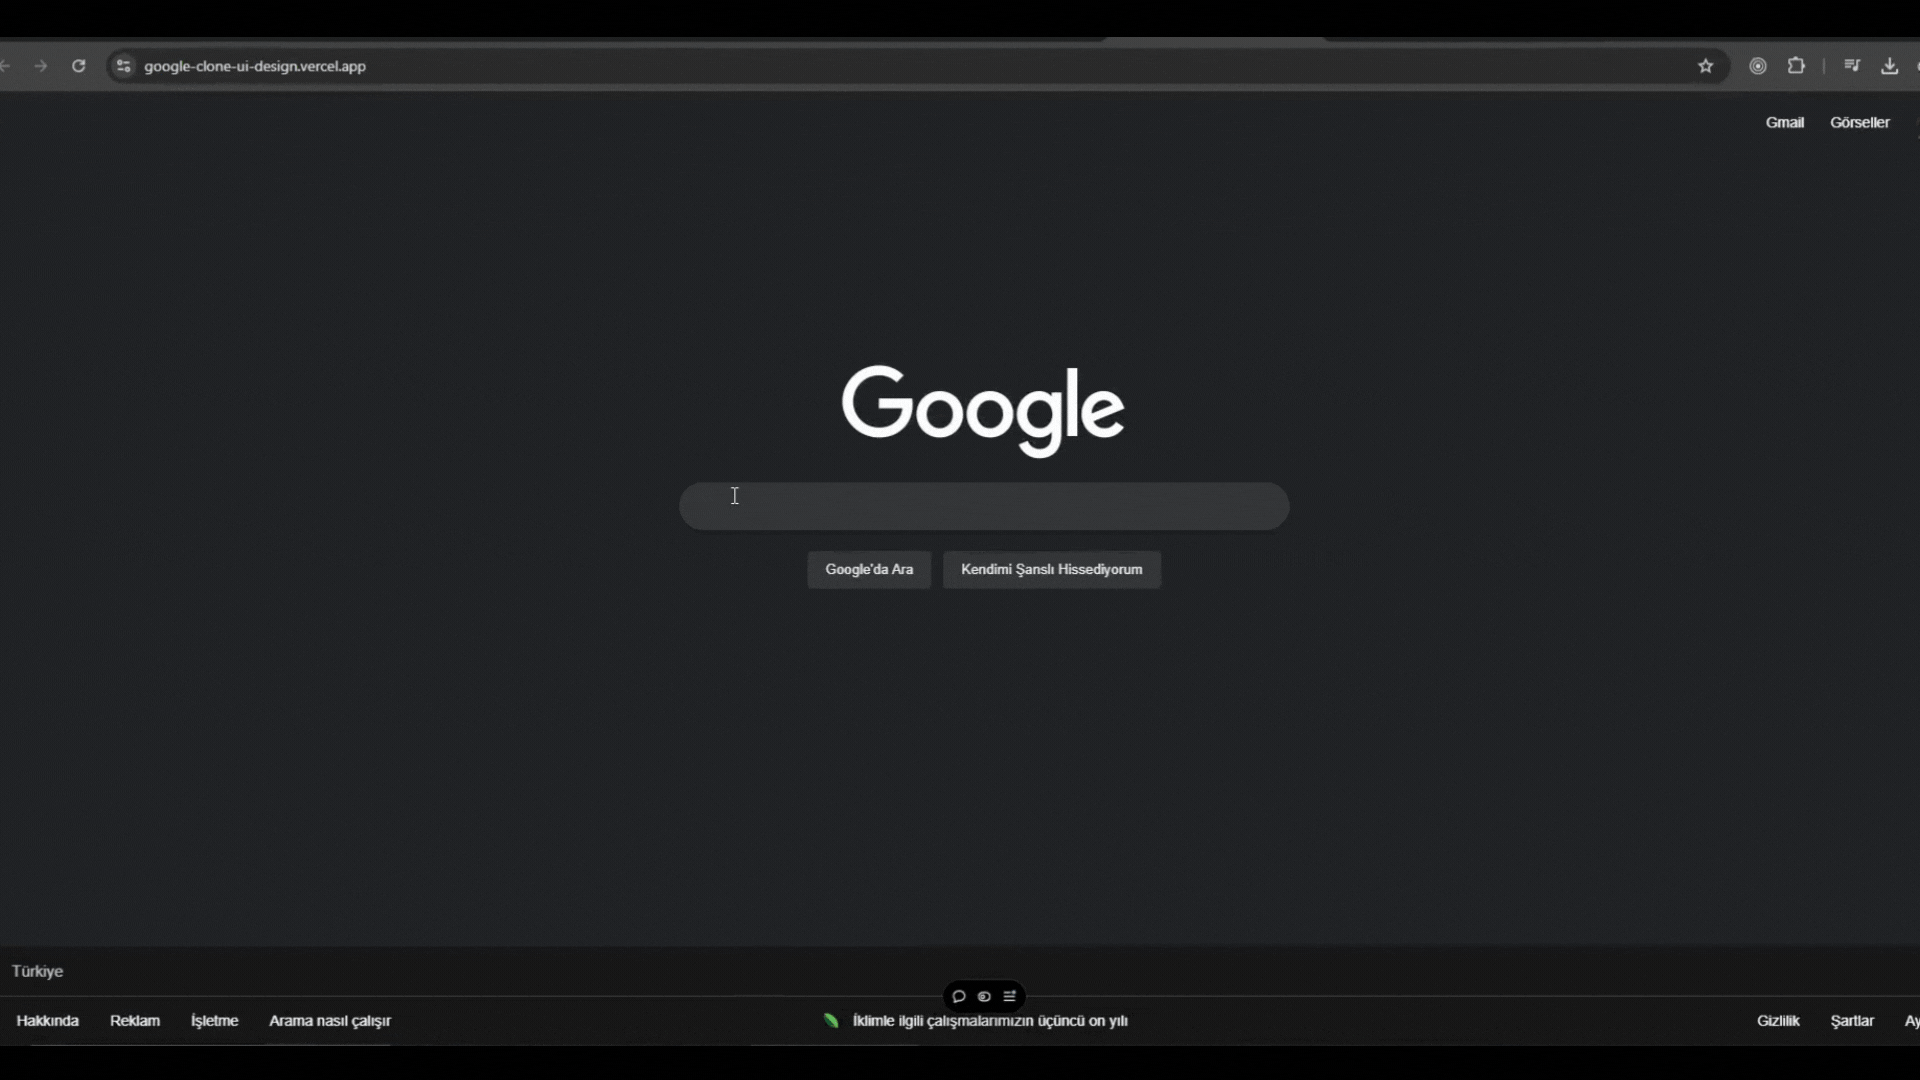 google-clone-ui-design.vercel.app
Gmail Görseller
Google
Google'da Ara Kendimi Şanslı Hissediyorum
Türkiye
Hakkında Reklam İşletme Arama nasıl çalışır İklimle ilgili çalışmalarımızın üçüncü on yılı Gizlilik Şartlar Ay